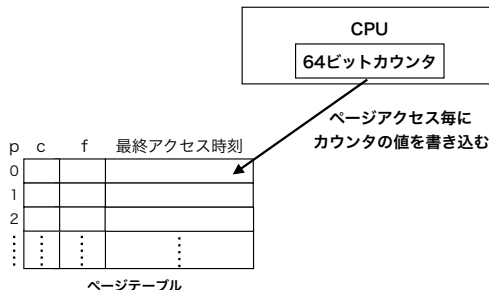 CPU
64ビットカウンタ
ページアクセス毎に
カウンタの値を書き込む
p c f 最終アクセス時刻
0
1
2
ページテーブル